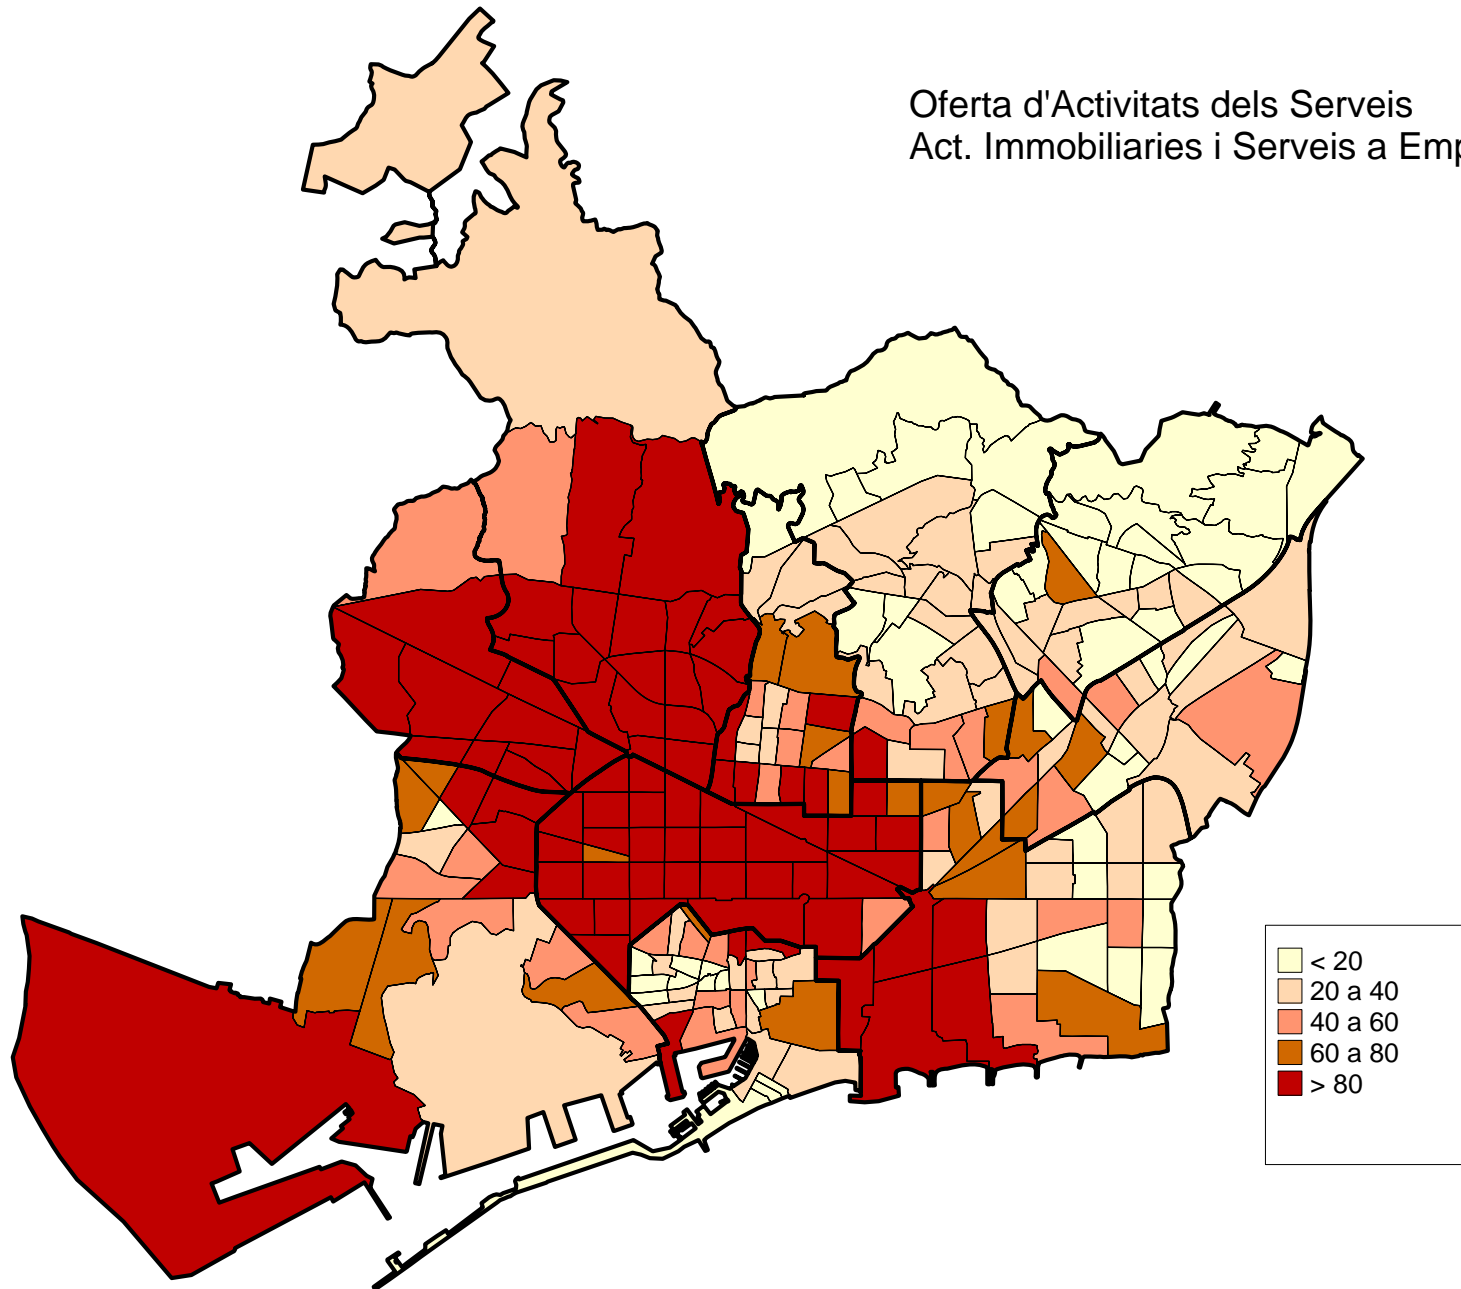 Oferta d'Activitats dels Serveis
Act. Immobiliaries i Serveis a Emp
< 20
20 a 40
40 a 60
60 a 80
> 80